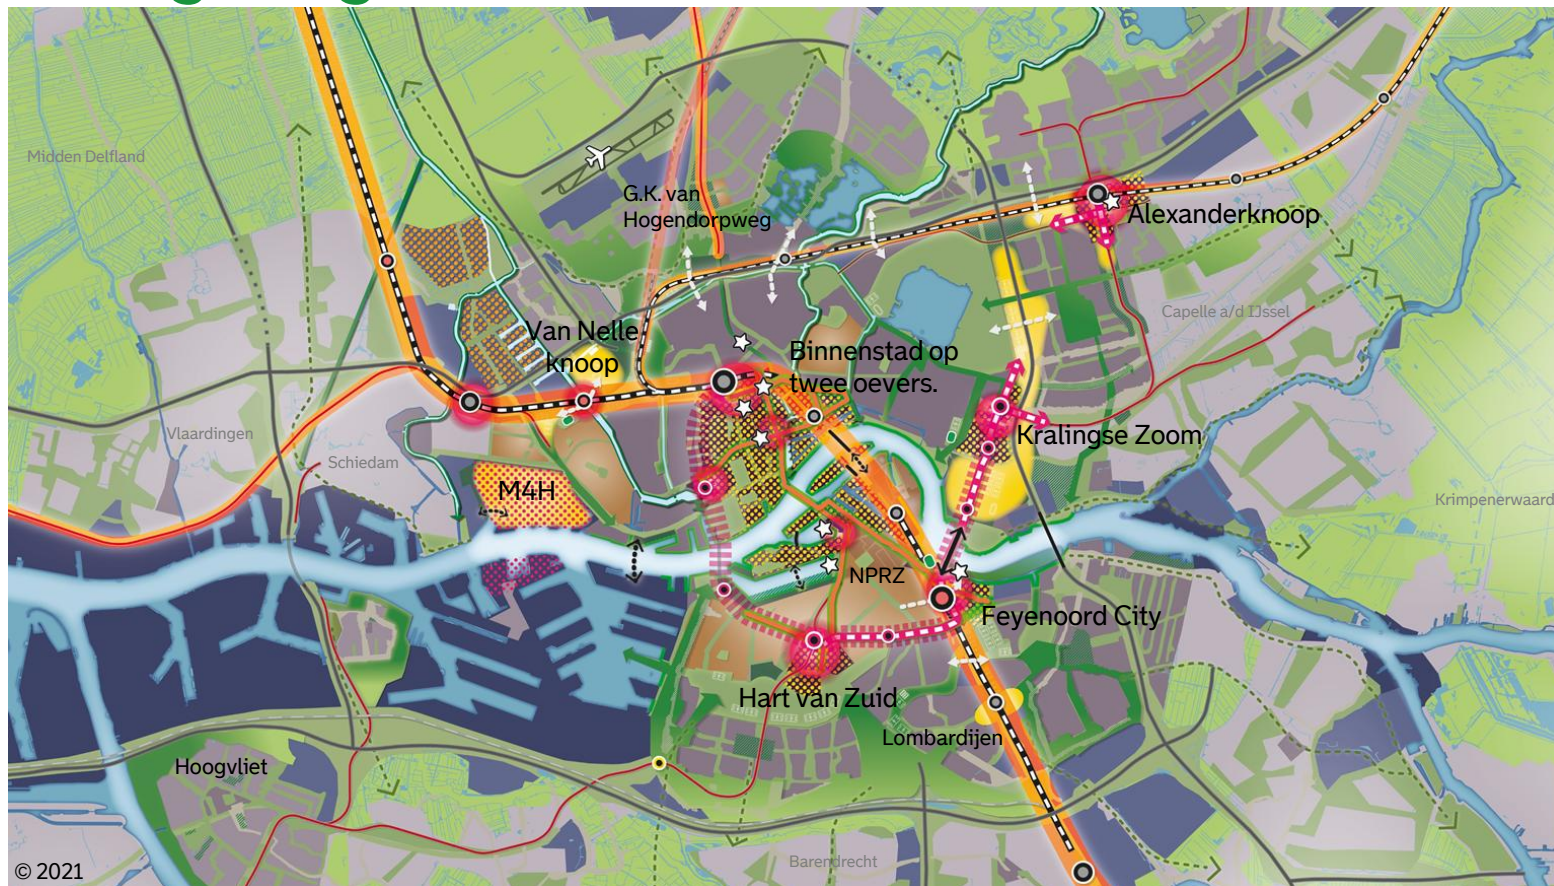 Midden Delfland
G.K. van
Hogendorpweg
Alexanderknoop
Capelle a/d IJssel
Van Nelle
knoop
Binnenstad op
twee oevers.
Vlaardingen
Kralingse Zoom
Schiedam
M4H
Krimpenerwaard
NPRZ
Feyenoord City
Hart van Zuid
Lombardijen
Hoogvliet
Barendrecht
© 2021